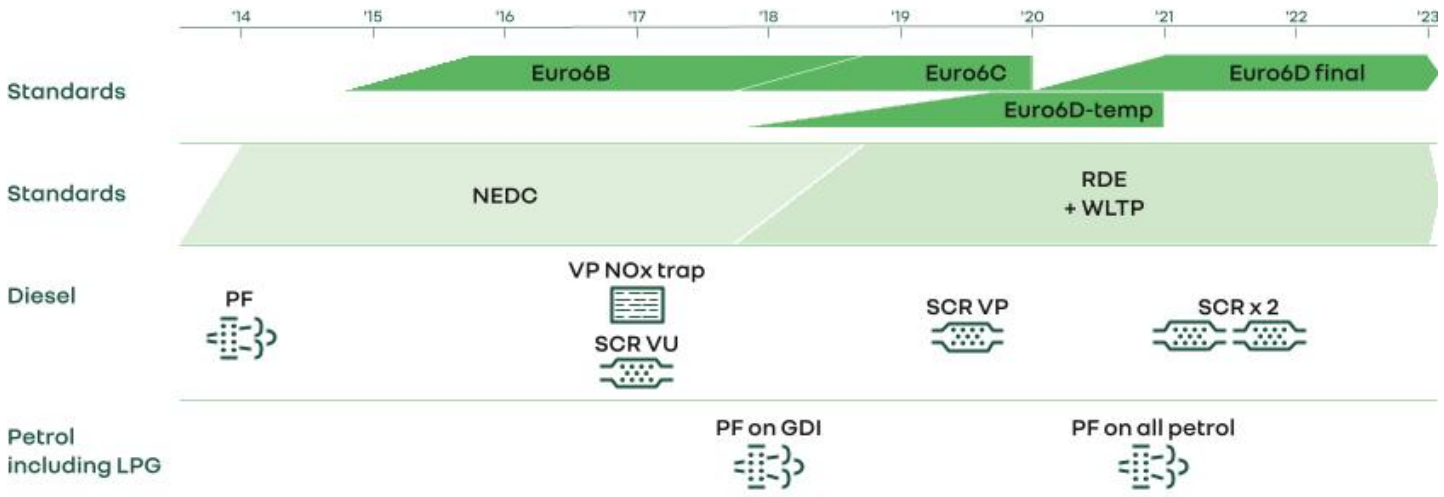 '14 '15 '16 '17 '18 '19 '20 '21 '22 '23
Standards
Euro6B
Euro6C
Euro6D final
Euro6D-temp
Standards
NEDC
RDE
+ WLTP
Diesel
PF
VP NOx trap
SCR VU
SCR VP
SCR x 2
Petrol
including LPG
PF on GDI
PF on all petrol